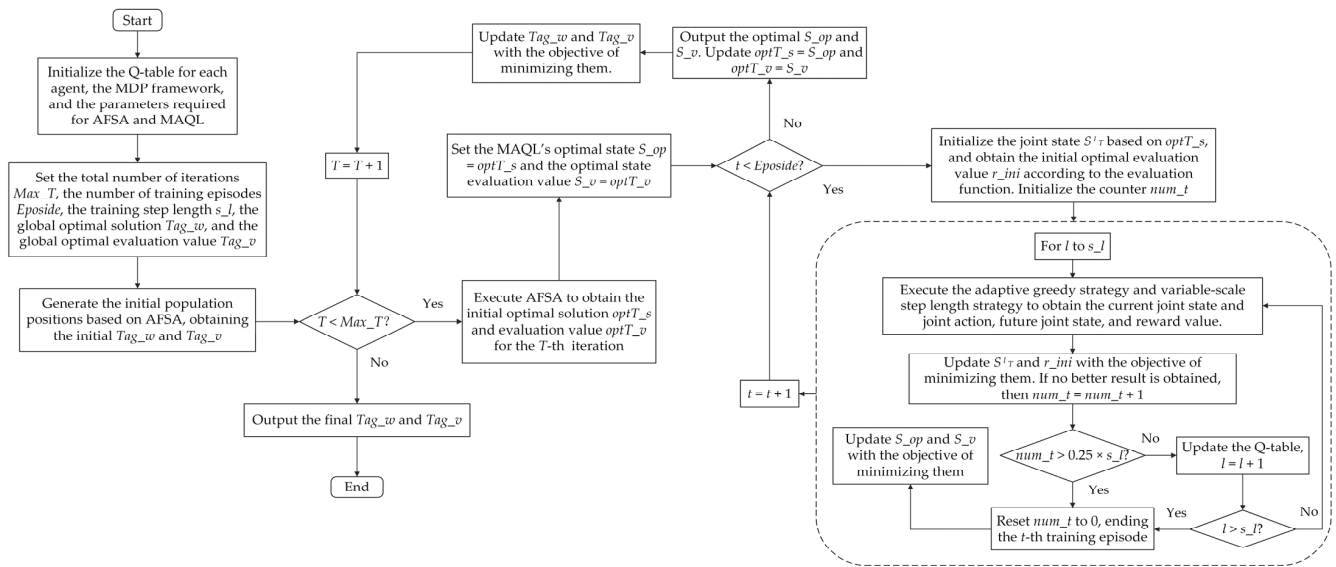 Start
Initialize the Q-table for each
agent, the MDP framework,
and the parameters required
for AFSA and MAQL
Set the total number of iterations
Max_T, the number of training episodes
Eposide, the training step length s_l, the
global optimal solution Tag_w, and the
global optimal evaluation value Tag_v
Generate the initial population
positions based on AFSA, obtaining
the initial Tag_w and Tag_v
Update Tag_w and Tag_v
with the objective of
minimizing them.
T = T + 1
T < Max_T?
Yes
No
Output the final Tag_w and Tag_v
End
Execute AFSA to obtain the
initial optimal solution optT_s
and evaluation value optT_v
for the T-th iteration
Set the MAQL's optimal state S_op
= optT_s and the optimal state
evaluation value S_v = optT_v
Output the optimal S_op and
S_v. Update optT_s = S_op and
optT_v = S_v
No
t < Eposide?
Yes
t = t + 1
Initialize the joint state S^l_T based on optT_s,
and obtain the initial optimal evaluation
value r_ini according to the evaluation
function. Initialize the counter num_t
For l to s_l
Execute the adaptive greedy strategy and variable-scale
step length strategy to obtain the current joint state and
joint action, future joint state, and reward value.
Update S^l_T and r_ini with the objective of
minimizing them. If no better result is obtained,
then num_t = num_t + 1
num_t > 0.25 × s_l?
No
Yes
Update the Q-table,
l = l + 1
l > s_l?
Yes
No
Reset num_t to 0, ending
the t-th training episode
Update S_op and S_v
with the objective of
minimizing them